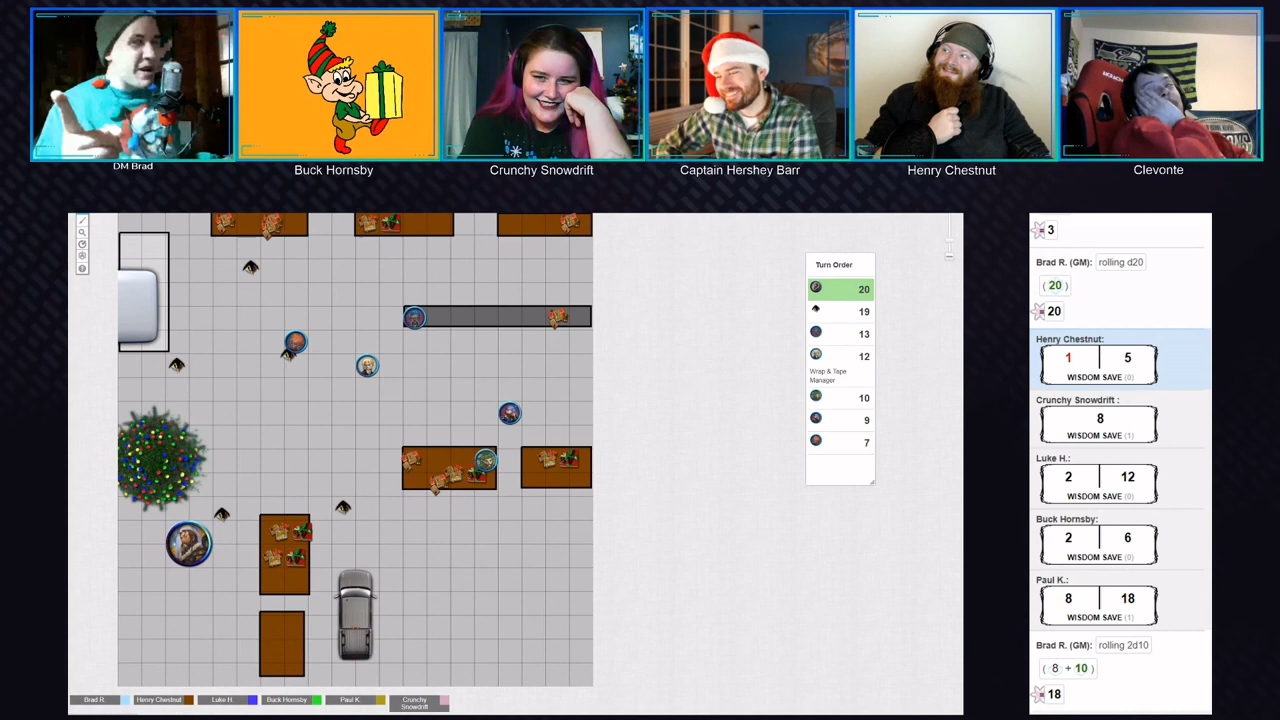 DM Brad
Buck Hornsby
Crunchy Snowdrift
Captain Hershey Barr
Henry Chestnut
Clevonte
Turn Order
20
19
13
12
Wrap & Tape
Manager
10
9
7
3
Brad R. (GM): rolling d20
( 20 )
20
Henry Chestnut:
1 5
WISDOM SAVE (0)
Crunchy Snowdrift :
8
WISDOM SAVE (1)
Luke H.:
2 12
WISDOM SAVE (0)
Buck Hornsby:
2 6
WISDOM SAVE (0)
Paul K.:
8 18
WISDOM SAVE (1)
Brad R. (GM): rolling 2d10
( 8 + 10 )
18
Brad R.
Henry Chestnut
Luke H.
Buck Hornsby
Paul K.
Crunchy
Snowdrift